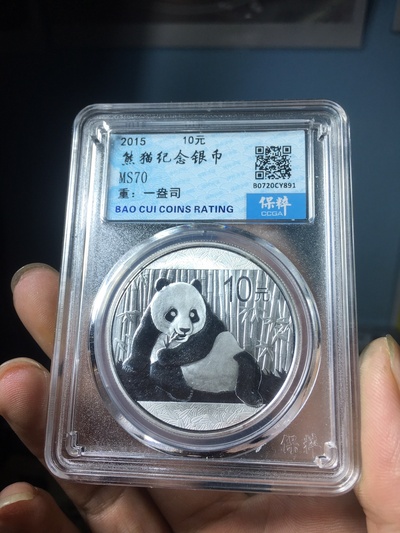 2015 10元
熊猫纪念银币
MS70
重: 一盎司
BAO CUI COINS RATING
B0720CY891
保粹
CCGA
10元
保粹